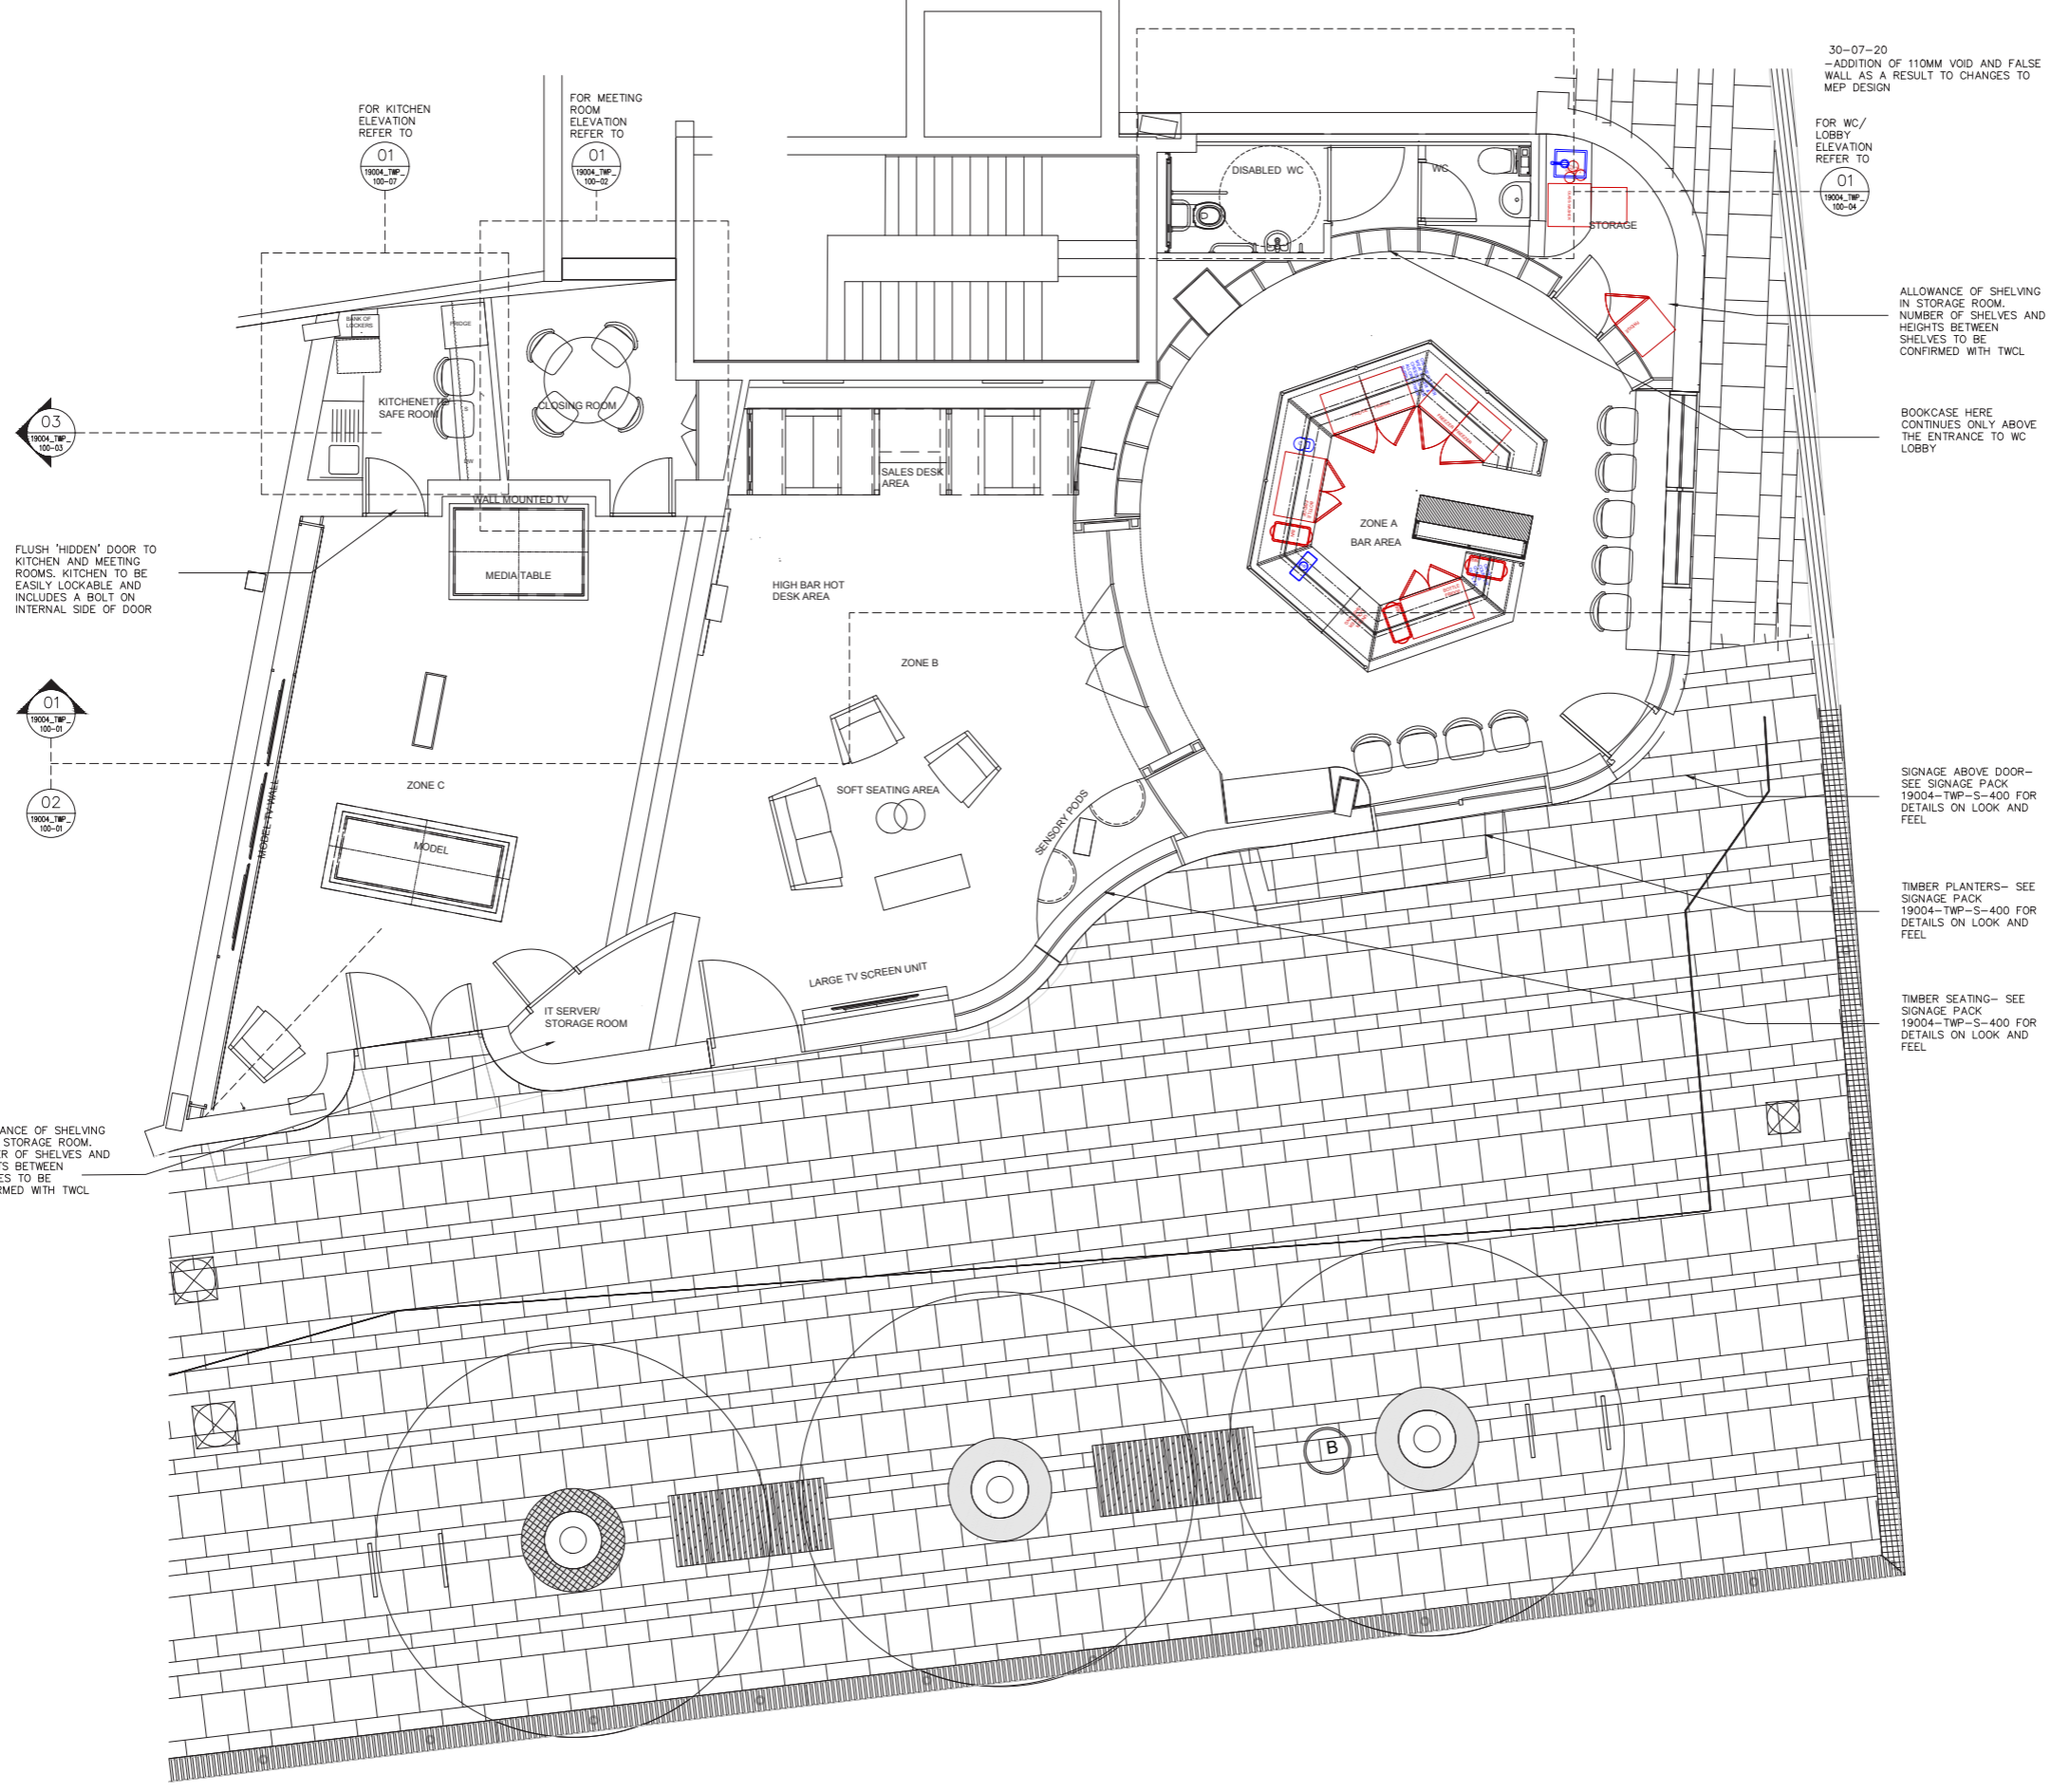 30-07-20
-ADDITION OF 110MM VOID AND FALSE
WALL AS A RESULT TO CHANGES TO
MEP DESIGN
FOR KITCHEN
ELEVATION
REFER TO
01
19004_TWP_
100-07
FOR MEETING
ROOM
ELEVATION
REFER TO
01
19004_TWP_
100-02
FOR WC/
LOBBY
ELEVATION
REFER TO
01
19004_TWP_
100-04
DISABLED WC
WC
STORAGE
ALLOWANCE OF SHELVING
IN STORAGE ROOM.
NUMBER OF SHELVES AND
HEIGHTS BETWEEN
SHELVES TO BE
CONFIRMED WITH TWCL
BANK OF
LOCKERS
FRIDGE
KITCHENETTE/
SAFE ROOM
DW
CLOSING ROOM
03
19004_TWP_
100-03
BOOKCASE HERE
CONTINUES ONLY ABOVE
THE ENTRANCE TO WC
LOBBY
SALES DESK
AREA
WALL MOUNTED TV
MEDIA TABLE
ZONE A
BAR AREA
FLUSH 'HIDDEN' DOOR TO
KITCHEN AND MEETING
ROOMS. KITCHEN TO BE
EASILY LOCKABLE AND
INCLUDES A BOLT ON
INTERNAL SIDE OF DOOR
HIGH BAR HOT
DESK AREA
ZONE B
01
19004_TWP_
100-01
02
19004_TWP_
100-01
ZONE C
MODEL TV WALL
MODEL
SOFT SEATING AREA
SENSORY PODS
SIGNAGE ABOVE DOOR-
SEE SIGNAGE PACK
19004-TWP-S-400 FOR
DETAILS ON LOOK AND
FEEL
TIMBER PLANTERS- SEE
SIGNAGE PACK
19004-TWP-S-400 FOR
DETAILS ON LOOK AND
FEEL
LARGE TV SCREEN UNIT
IT SERVER/
STORAGE ROOM
TIMBER SEATING- SEE
SIGNAGE PACK
19004-TWP-S-400 FOR
DETAILS ON LOOK AND
FEEL
ANCE OF SHELVING
STORAGE ROOM.
ER OF SHELVES AND
TS BETWEEN
ES TO BE
RMED WITH TWCL
B